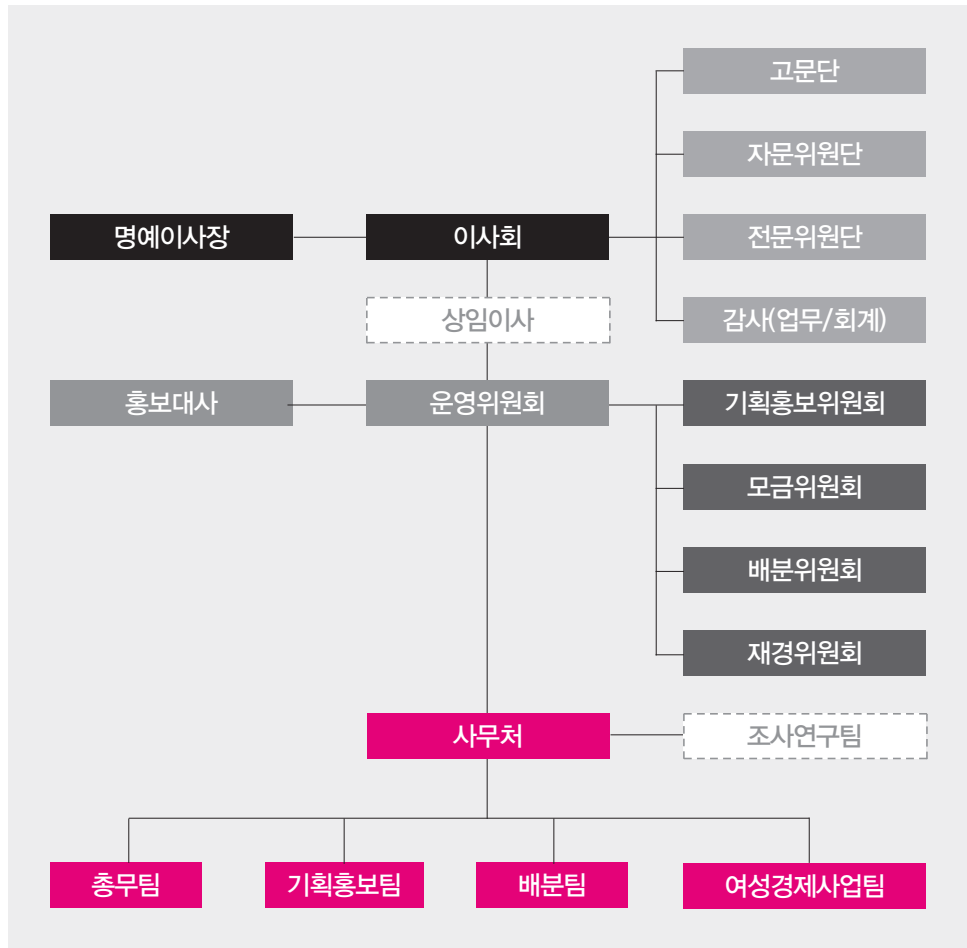 고문단
자문위원단
명예이사장
이사회
전문위원단
상임이사
감사(업무/회계)
홍보대사
운영위원회
기획홍보위원회
모금위원회
배분위원회
재경위원회
사무처
조사연구팀
총무팀
기획홍보팀
배분팀
여성경제사업팀